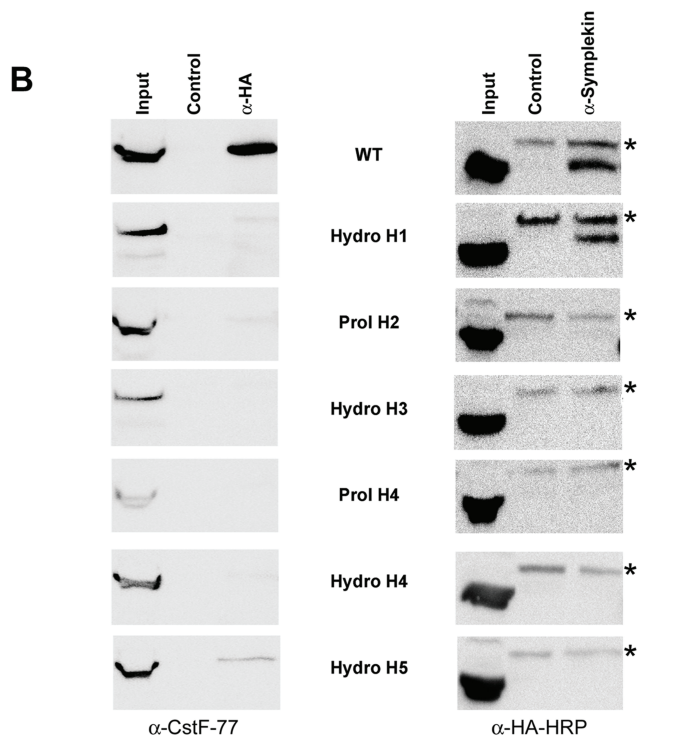 B
Input Control α-HA Input Control α-Symplekin
WT *
Hydro H1 *
Prol H2 *
Hydro H3 *
Prol H4 *
Hydro H4 *
Hydro H5 *
α-CstF-77 α-HA-HRP